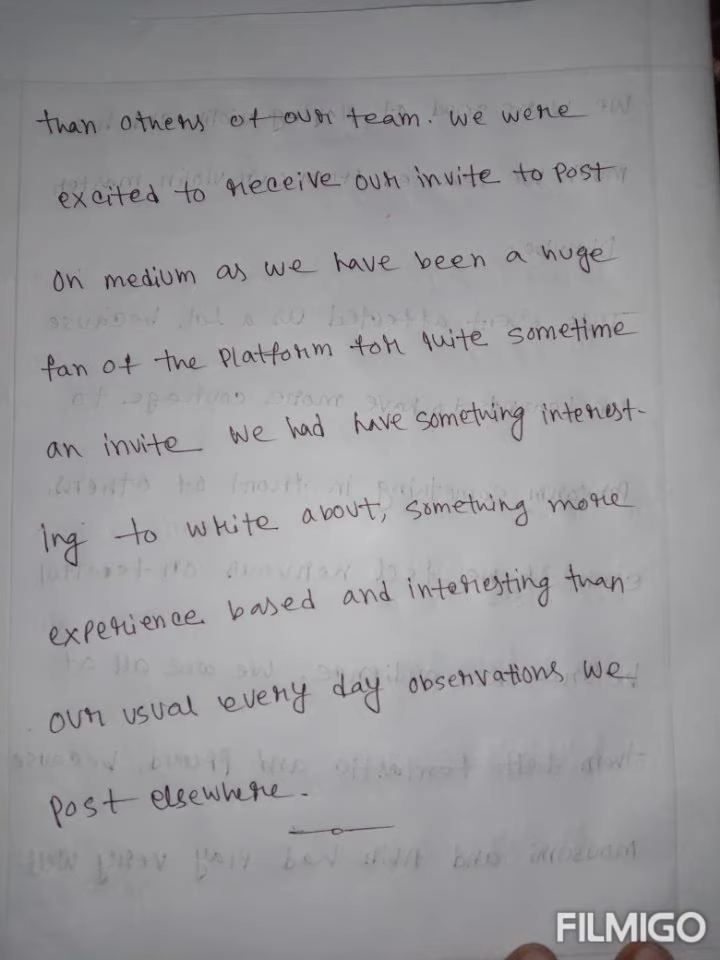 than others of our team. we were
excited to receive our invite to post
on medium as we have been a huge
fan of the platform for quite sometime
an invite we had have something interest-
ing to write about, something more
experience based and interesting than
our usual every day observations we
post elsewhere.
FILMIGO